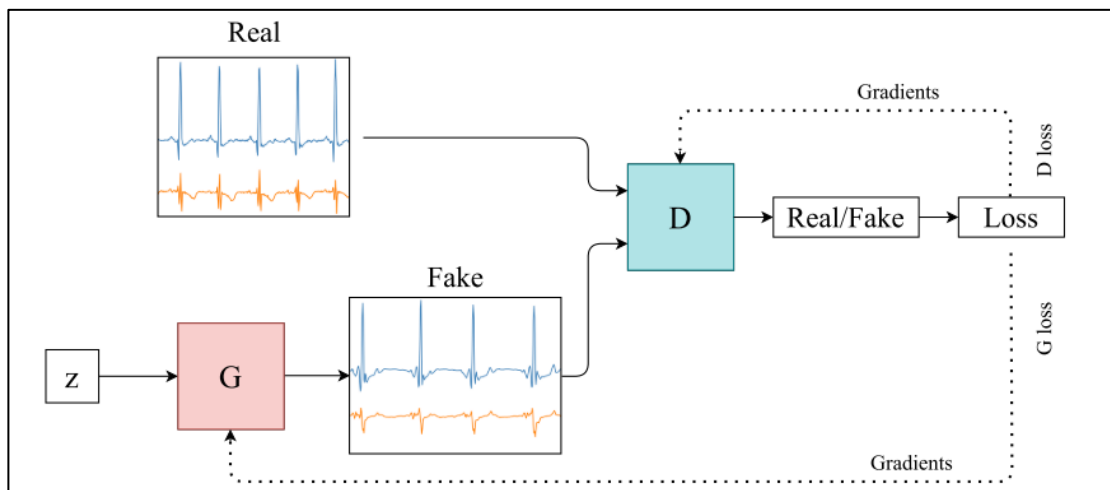 Real
Gradients
D loss
D
Real/Fake
Loss
Fake
G loss
z
G
Gradients